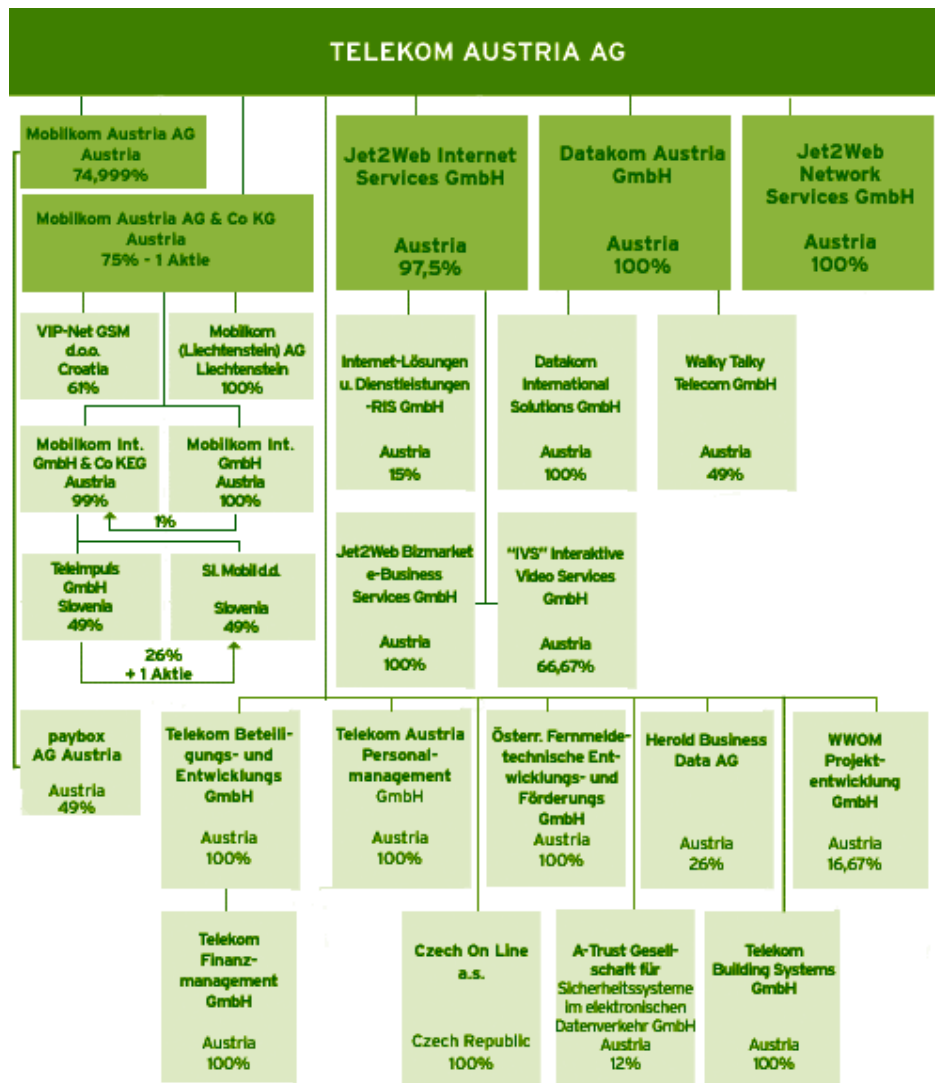 TELEKOM AUSTRIA AG
Mobilkom Austria AG
Austria
74,999%
Mobilkom Austria AG & Co KG
Austria
75% - 1 Aktie
Jet2Web Internet
Services GmbH
Austria
97,5%
Datakom Austria
GmbH
Austria
100%
Jet2Web
Network
Services GmbH
Austria
100%
VIP-Net GSM
d.o.o.
Croatia
61%
Mobilkom
(Liechtenstein) AG
Liechtenstein
100%
Internet-Lösungen
u. Dienstleistungen
-RIS GmbH
Austria
15%
Datakom
International
Solutions GmbH
Austria
100%
Walky Talky
Telecom GmbH
Austria
49%
Mobilkom Int.
GmbH & Co KEG
Austria
99%
Mobilkom Int.
GmbH
Austria
100%
1%
Teleimpuls
GmbH
Slovenia
49%
SI. Mobil d.d.
Slovenia
49%
26%
+ 1 Aktie
Jet2Web Bizmarket
e-Business
Services GmbH
Austria
100%
"IVS" Interaktive
Video Services
GmbH
Austria
66,67%
paybox
AG Austria
Austria
49%
Telekom Beteili-
gungs- und
Entwicklungs
GmbH
Austria
100%
Telekom Austria
Personal-
management
GmbH
Austria
100%
Österr. Fernmelde-
technische Ent-
wicklungs- und
Förderungs
GmbH
Austria
100%
Herold Business
Data AG
Austria
26%
WWOM
Projekt-
entwicklung
GmbH
Austria
16,67%
Telekom
Finanz-
management
GmbH
Austria
100%
Czech On Line
a.s.
Czech Republic
100%
A-Trust Gesell-
schaft für
Sicherheitssysteme
im elektronischen
Datenverkehr GmbH
Austria
12%
Telekom
Building Systems
GmbH
Austria
100%